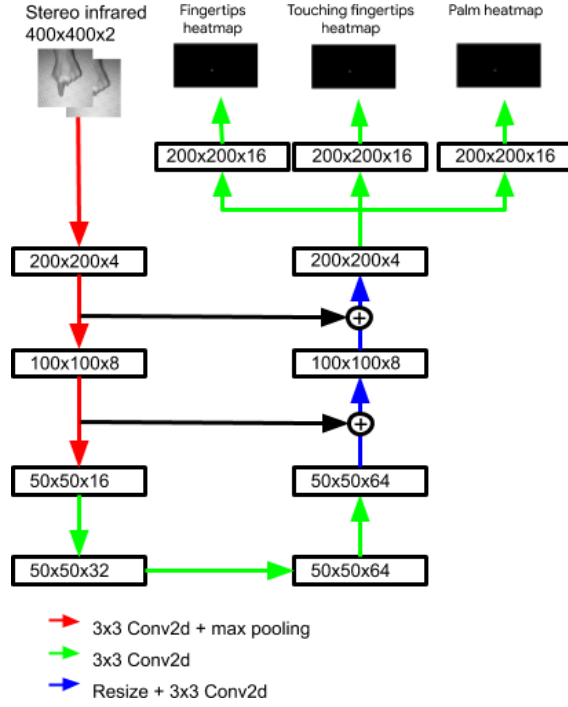 Stereo infrared
400x400x2
Fingertips
heatmap
Touching fingertips
heatmap
Palm heatmap
200x200x16
200x200x16
200x200x16
200x200x4
200x200x4
+
100x100x8
100x100x8
+
50x50x16
50x50x64
50x50x32
50x50x64
3x3 Conv2d + max pooling
3x3 Conv2d
Resize + 3x3 Conv2d